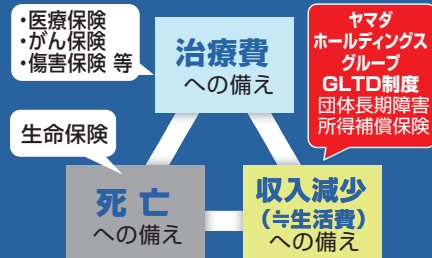 ・医療保険
・がん保険
・傷害保険 等
治療費
への備え
ヤマダ
ホールディングス
グループ
GLTD制度
団体長期障害
所得補償保険
生命保険
死亡
への備え
収入減少
（≒生活費）
への備え